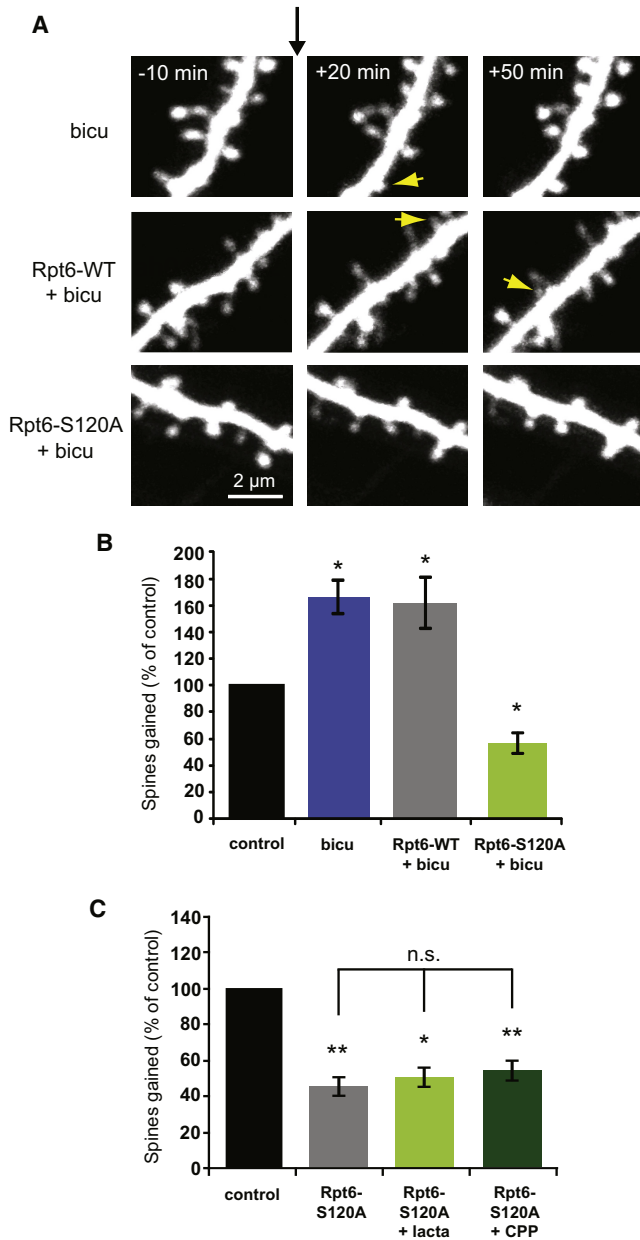 A
-10 min
+20 min
+50 min
bicu
Rpt6-WT
+ bicu
Rpt6-S120A
+ bicu
2 μm
B
Spines gained (% of control)
200
180
160
140
120
100
80
60
40
20
0
*
*
*
control
bicu
Rpt6-WT
+ bicu
Rpt6-S120A
+ bicu
C
Spines gained (% of control)
140
120
100
80
60
40
20
0
n.s.
**
*
**
control
Rpt6-
S120A
Rpt6-
S120A
+ lacta
Rpt6-
S120A
+ CPP